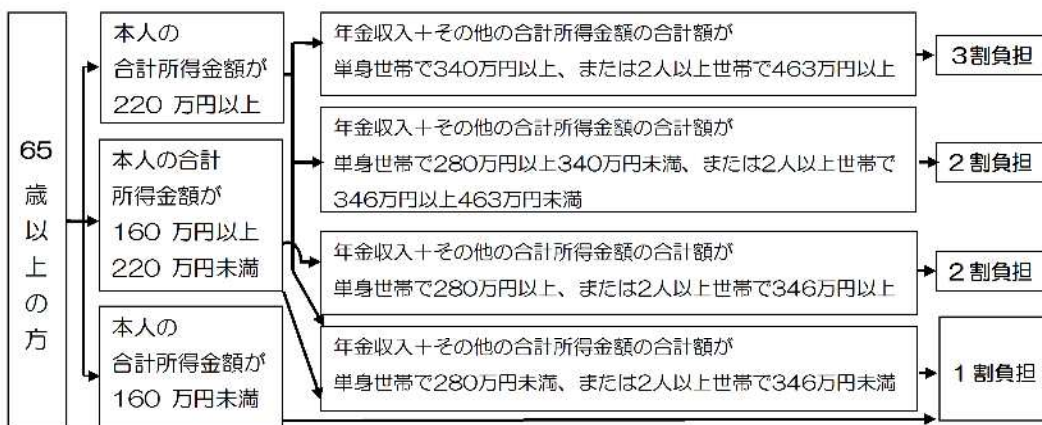 65
歳
以
上
の
方
本人の
合計所得金額が
220 万円以上
本人の合計
所得金額が
160 万円以上
220 万円未満
本人の
合計所得金額が
160 万円未満
年金収入＋その他の合計所得金額の合計額が
単身世帯で340万円以上、または2人以上世帯で463万円以上
年金収入＋その他の合計所得金額の合計額が
単身世帯で280万円以上340万円未満、または2人以上世帯で
346万円以上463万円未満
年金収入＋その他の合計所得金額の合計額が
単身世帯で280万円以上、または2人以上世帯で346万円以上
年金収入＋その他の合計所得金額の合計額が
単身世帯で280万円未満、または2人以上世帯で346万円未満
3割負担
2割負担
2割負担
1割負担